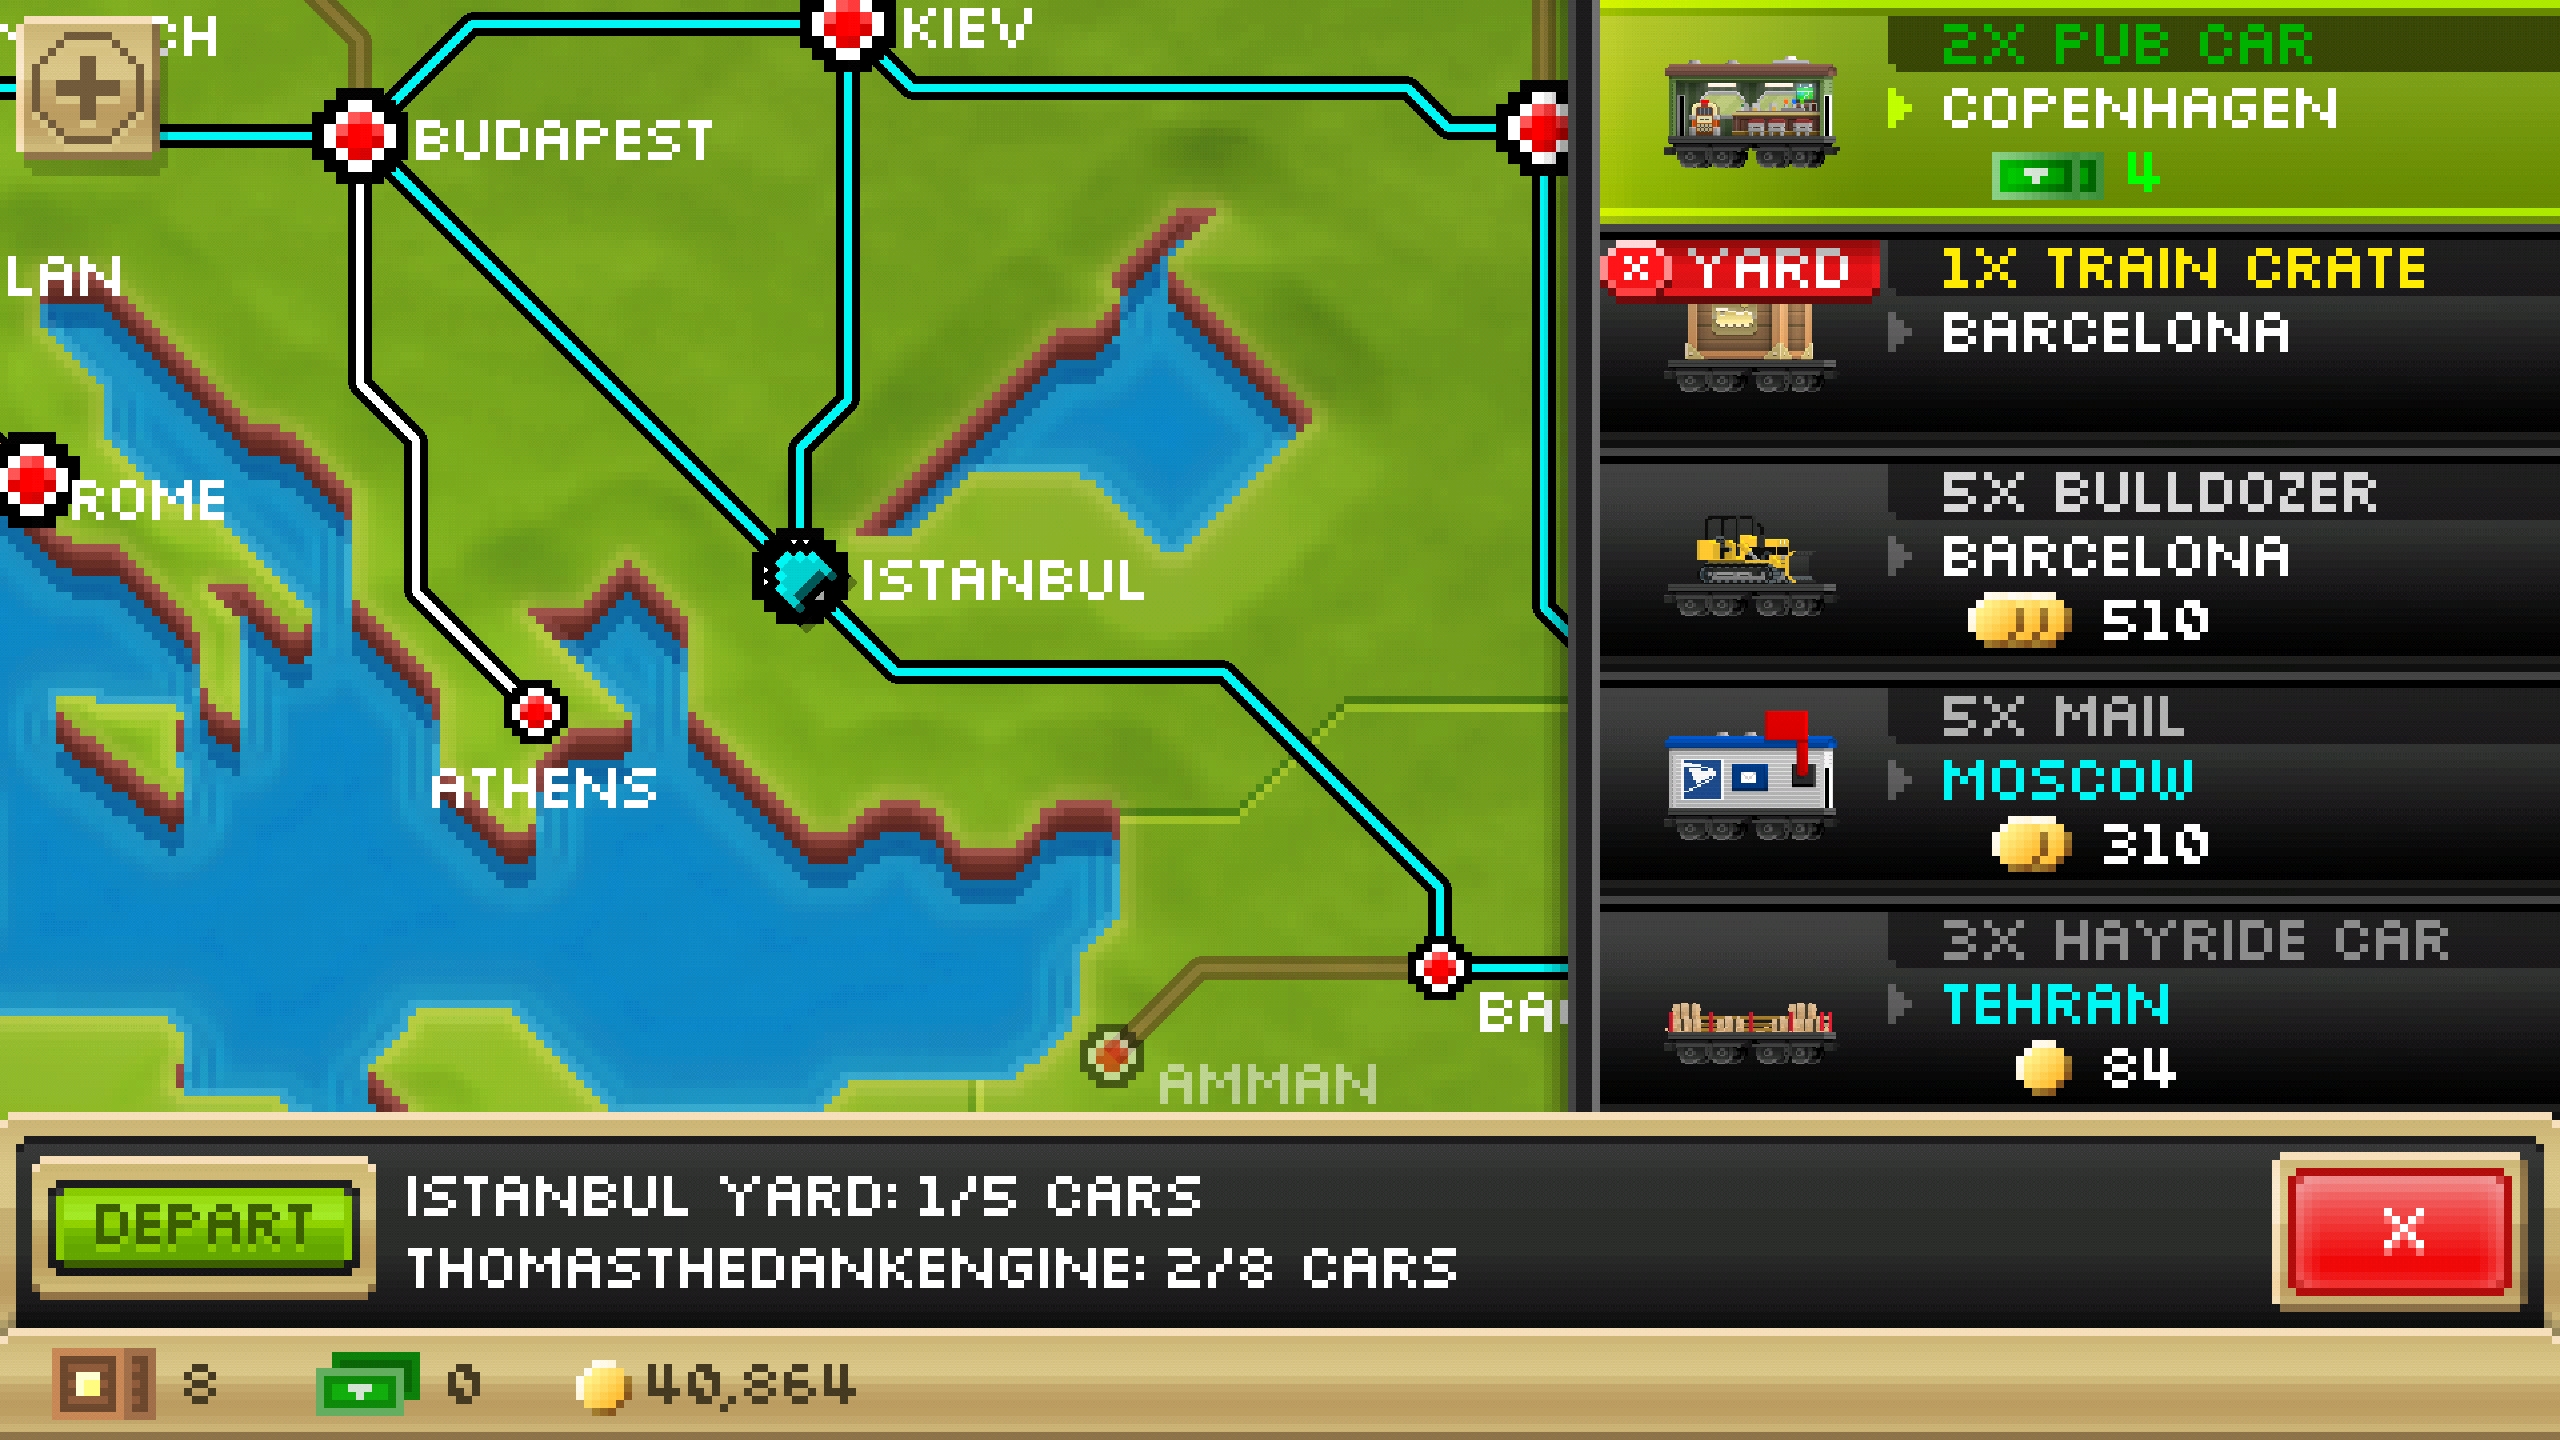 CH
KIEV
BUDAPEST
LAN
ROME
ISTANBUL
ATHENS
BA
AMMAN
2X PUB CAR
COPENHAGEN
4
YARD
1X TRAIN CRATE
BARCELONA
5X BULLDOZER
BARCELONA
510
5X MAIL
MOSCOW
310
3X HAYRIDE CAR
TEHRAN
84
DEPART
ISTANBUL YARD: 1/5 CARS
THOMASTHEDANKENGINE: 2/8 CARS
X
8
0
40,864